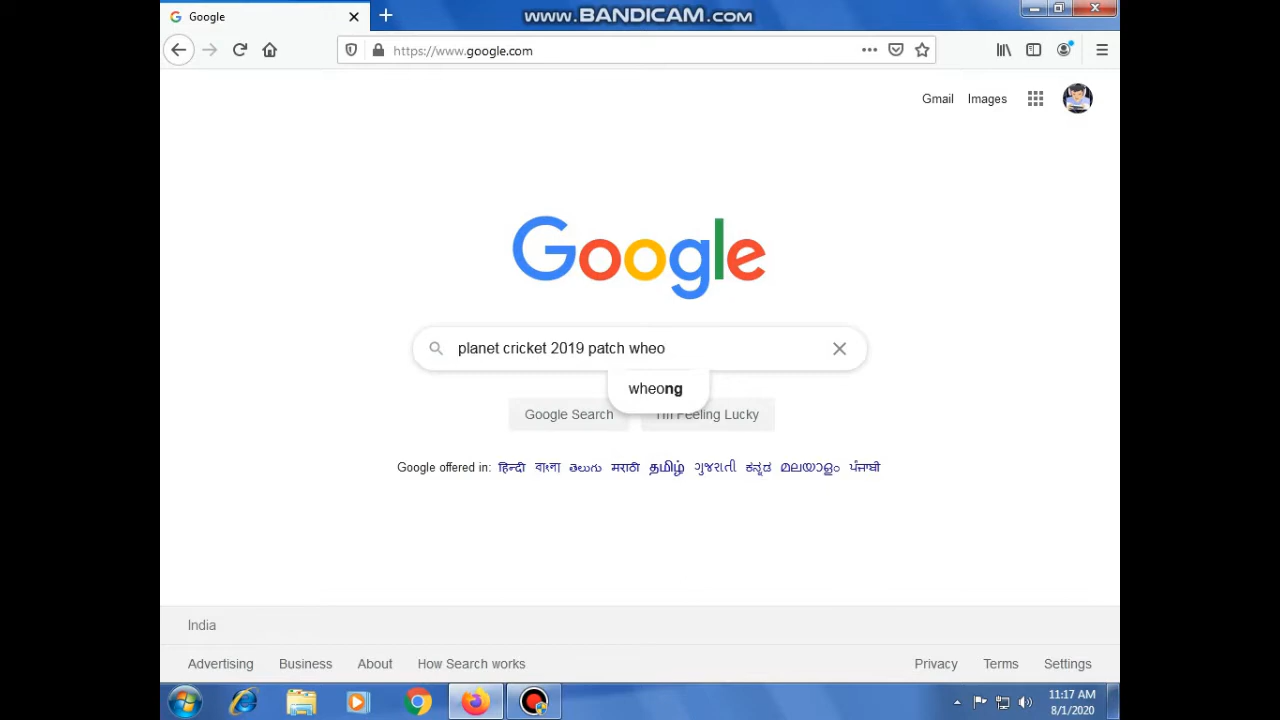 Google
WWW.BANDICAM.COM
https://www.google.com
Gmail Images
Google
planet cricket 2019 patch wheo
wheong
Google Search I'm Feeling Lucky
Google offered in: हिन्दी বাংলা తెలుగు मराठी தமிழ் ગુજરાતી ಕನ್ನಡ മലയാളം ਪੰਜਾਬੀ
India
Advertising Business About How Search works Privacy Terms Settings
11:17 AM
8/1/2020